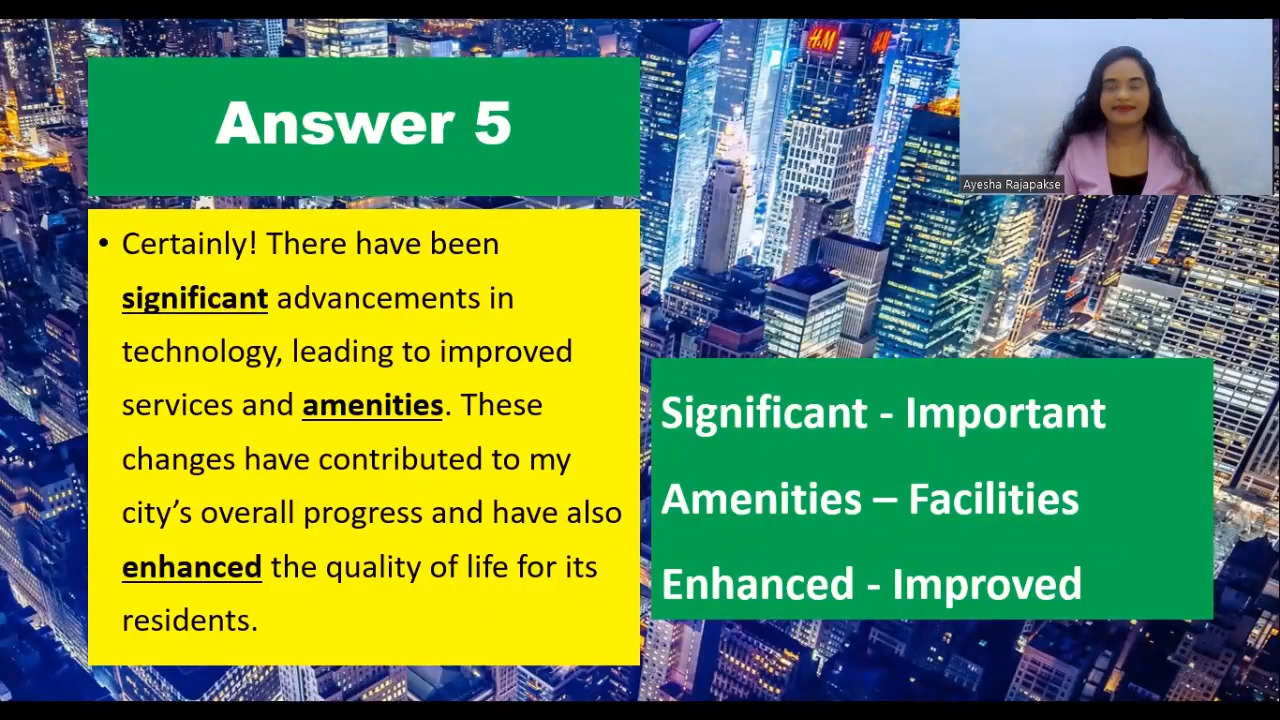 Answer 5
• Certainly! There have been
significant advancements in
technology, leading to improved
services and amenities. These
changes have contributed to my
city’s overall progress and have also
enhanced the quality of life for its
residents.
H&M
H&M
Ayesha Rajapakse
Significant - Important
Amenities – Facilities
Enhanced - Improved